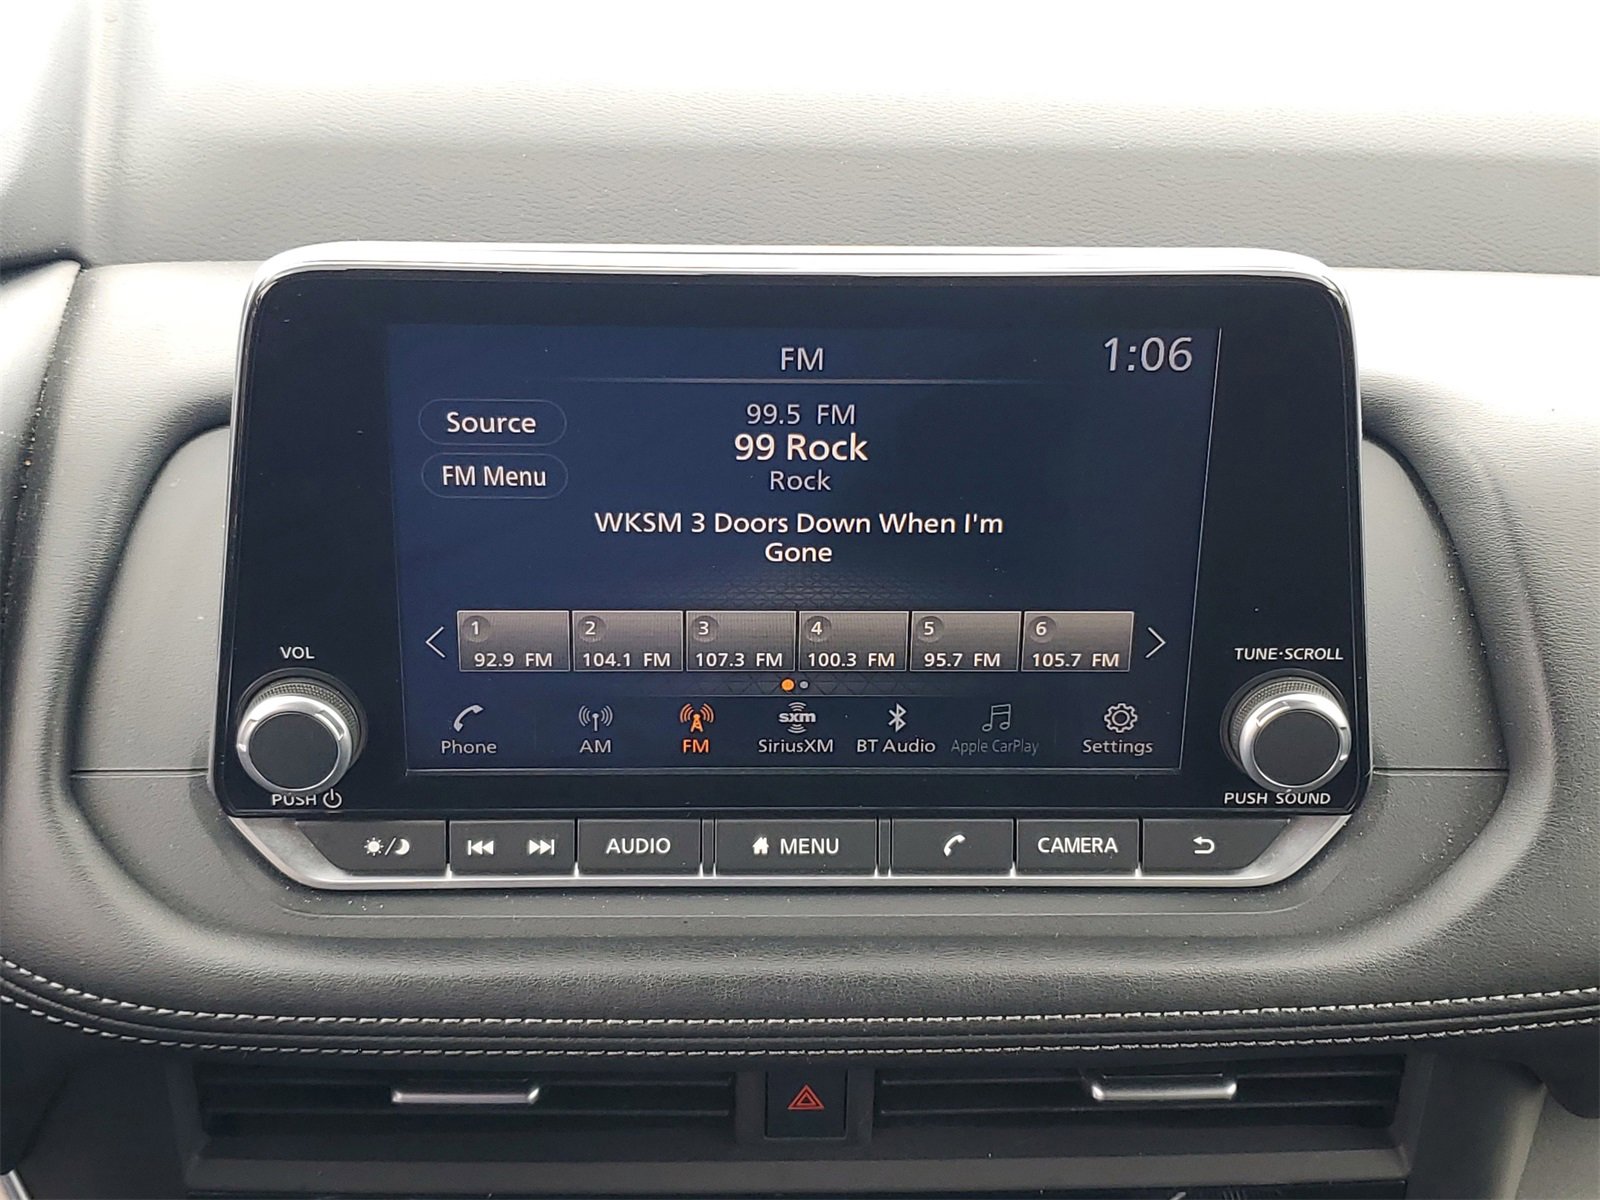 FM
1:06
Source
99.5 FM
99 Rock
FM Menu
Rock
WKSM 3 Doors Down When I'm
Gone
1
2
3
4
5
6
92.9 FM
104.1 FM
107.3 FM
100.3 FM
95.7 FM
105.7 FM
VOL
TUNE·SCROLL
sxm
Phone
AM
FM
SiriusXM
BT Audio
Apple CarPlay
Settings
PUSH
PUSH SOUND
AUDIO
MENU
CAMERA